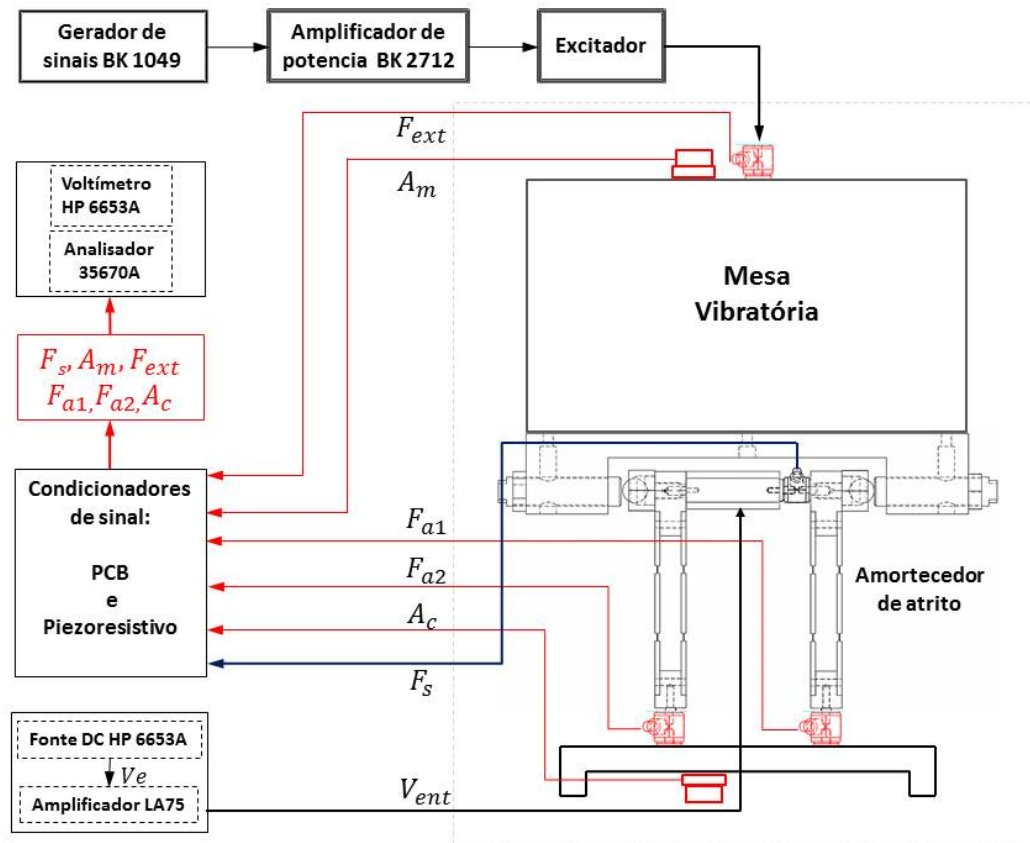 Gerador de
sinais BK 1049
Amplificador de
potencia BK 2712
Excitador
F_ext
A_m
Voltímetro
HP 6653A
Analisador
35670A
Mesa
Vibratória
F_s, A_m, F_ext
F_a1, F_a2, A_c
Condicionadores
de sinal:
PCB
e
Piezoresistivo
F_a1
F_a2
A_c
F_s
Amortecedor
de atrito
Fonte DC HP 6653A
Ve
Amplificador LA75
V_ent